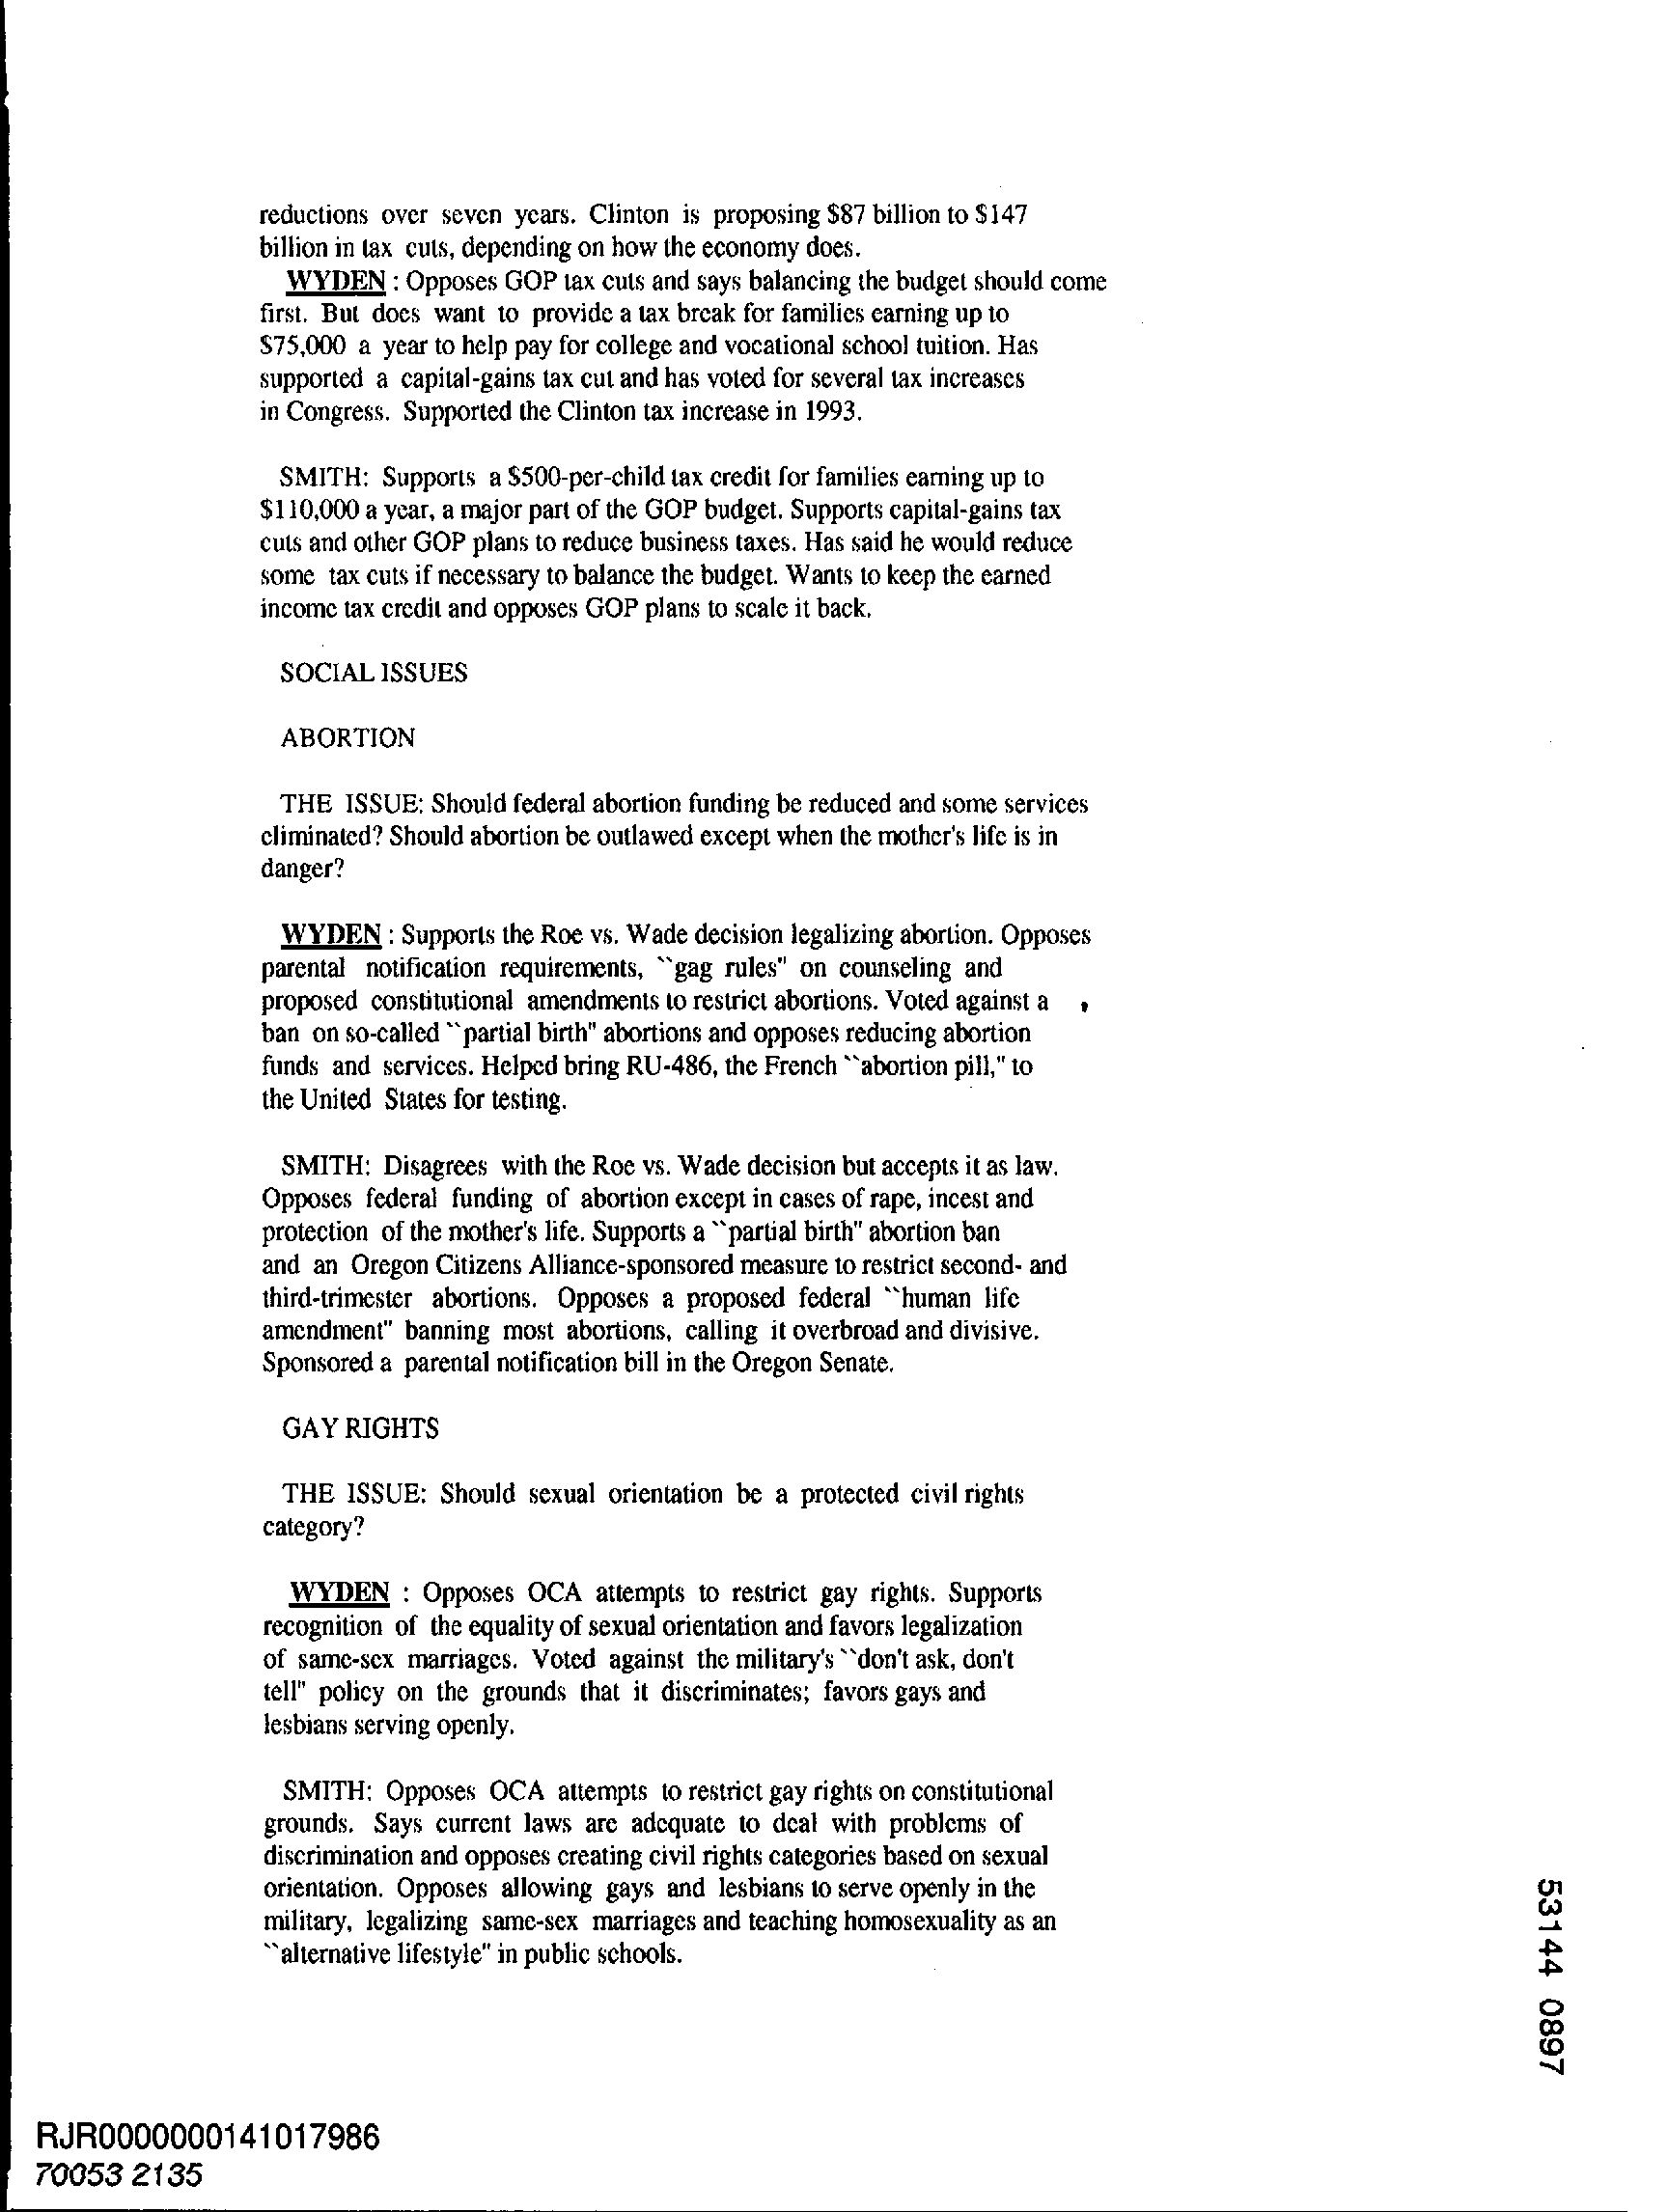 reductions over seven years. Clinton is proposing $87 billion to $147
billion in tax cuts, depending on how the economy does.
WYDEN : Opposes GOP tax cuts and says balancing the budget should come
first. But does want to provide a tax break for families earning up to
$75,000 a year to help pay for college and vocational school tuition. Has
supported a capital-gains tax cut and has voted for several tax increases
in Congress. Supported the Clinton tax increase in 1993.
SMITH: Supports a $500-per-child tax credit for families earning up to
$110,000 a year, a major part of the GOP budget. Supports capital-gains tax
cuts and other GOP plans to reduce business taxes. Has said he would reduce
some tax cuts if necessary to balance the budget. Wants to keep the earned
income tax credit and opposes GOP plans to scale it back.
SOCIAL ISSUES
ABORTION
THE ISSUE: Should federal abortion funding be reduced and some services
eliminated? Should abortion be outlawed except when the mother's life is in
danger?
WYDEN : Supports the Roe vs. Wade decision legalizing abortion. Opposes
parental notification requirements, ``gag rules" on counseling and
proposed constitutional amendments to restrict abortions. Voted against a
ban on so-called ``partial birth" abortions and opposes reducing abortion
funds and services. Helped bring RU-486, the French ``abortion pill," to
the United States for testing.
SMITH: Disagrees with the Roe vs. Wade decision but accepts it as law.
Opposes federal funding of abortion except in cases of rape, incest and
protection of the mother's life. Supports a ``partial birth" abortion ban
and an Oregon Citizens Alliance-sponsored measure to restrict second- and
third-trimester abortions. Opposes a proposed federal ``human life
amendment" banning most abortions, calling it overbroad and divisive.
Sponsored a parental notification bill in the Oregon Senate.
GAY RIGHTS
THE ISSUE: Should sexual orientation be a protected civil rights
category?
WYDEN : Opposes OCA attempts to restrict gay rights. Supports
recognition of the equality of sexual orientation and favors legalization
of same-sex marriages. Voted against the military's ``don't ask, don't
tell" policy on the grounds that it discriminates; favors gays and
lesbians serving openly.
SMITH: Opposes OCA attempts to restrict gay rights on constitutional
grounds. Says current laws are adequate to deal with problems of
discrimination and opposes creating civil rights categories based on sexual
orientation. Opposes allowing gays and lesbians to serve openly in the
military, legalizing same-sex marriages and teaching homosexuality as an
``alternative lifestyle" in public schools.
53144 0897
RJR0000000141017986
70053 2135